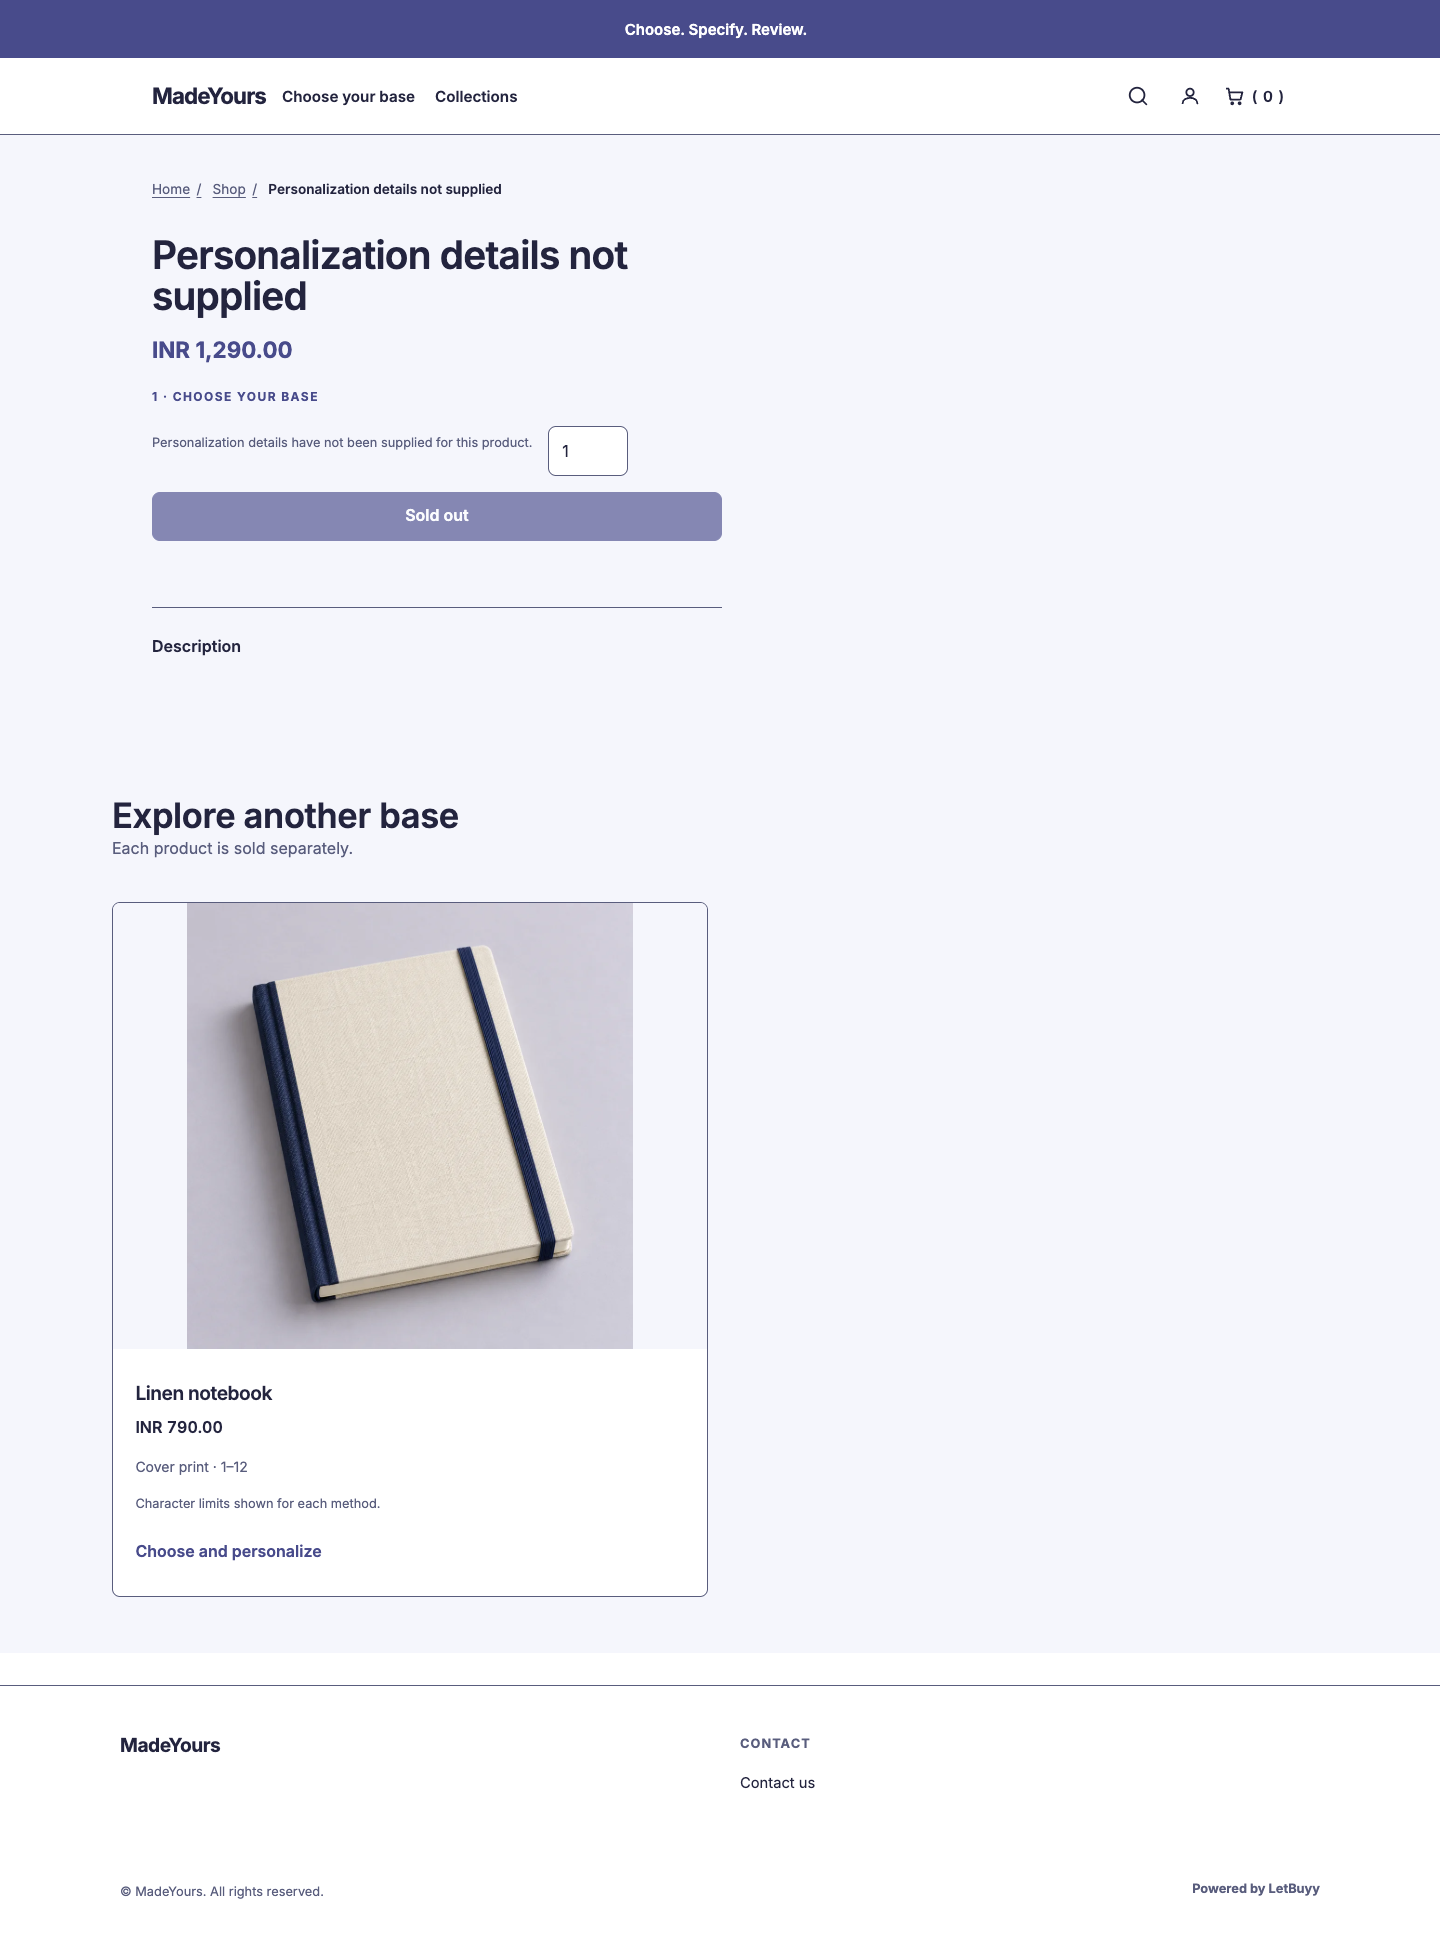 Choose. Specify. Review.
MadeYours
Choose your base
Collections
( 0 )
Home / Shop / Personalization details not supplied
Personalization details not
supplied
INR 1,290.00
1 · CHOOSE YOUR BASE
Personalization details have not been supplied for this product.
1
Sold out
Description
Explore another base
Each product is sold separately.
Linen notebook
INR 790.00
Cover print · 1–12
Character limits shown for each method.
Choose and personalize
MadeYours
CONTACT
Contact us
© MadeYours. All rights reserved.
Powered by LetBuyy